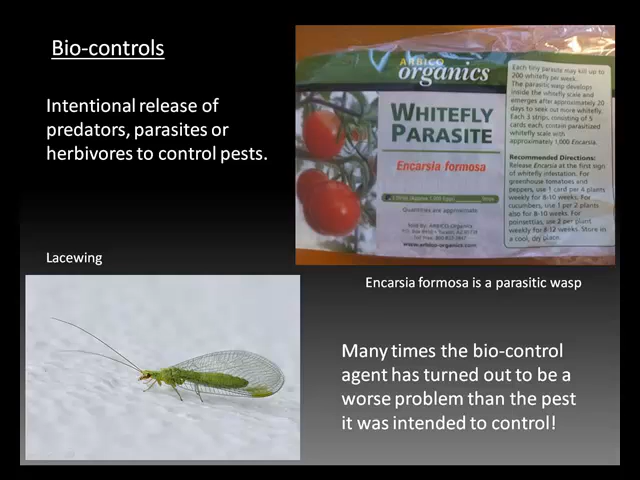 Bio-controls
Intentional release of
predators, parasites or
herbivores to control pests.
ARBICO
organics
WHITEFLY
PARASITE
Encarsia formosa
Quantities are approximate
www.arbico-organics.com
Each tiny parasite may kill up to
200 whitefly per week.
The parasitic wasp develops
inside the whitefly scale and
emerges after approximately 20
days to seek out more whitefly.
Each 3 strips, consisting of 5
cards each, contain parasitized
whitefly scale with
approximately 1,000 Encarsia.
Recommended Directions:
Release Encarsia at the first sign
of whitefly infestation. For
greenhouse tomatoes and
peppers, use 1 card per 4 plants
weekly for 8-10 weeks. For
cucumbers, use 1 per 2 plants
also for 8-10 weeks. For
poinsettias, use 2 per plant
weekly for 8-12 weeks. Store in
a cool, dry place.
Lacewing
Encarsia formosa is a parasitic wasp
Many times the bio-control
agent has turned out to be a
worse problem than the pest
it was intended to control!